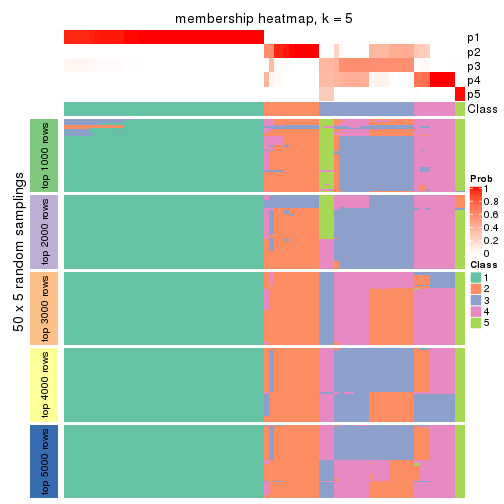 membership heatmap, k = 5
p1
p2
p3
p4
p5
Class
50 x 5 random samplings
top 1000 rows
top 2000 rows
top 3000 rows
top 4000 rows
top 5000 rows
Prob
1
0.8
0.6
0.4
0.2
0
Class
1
2
3
4
5